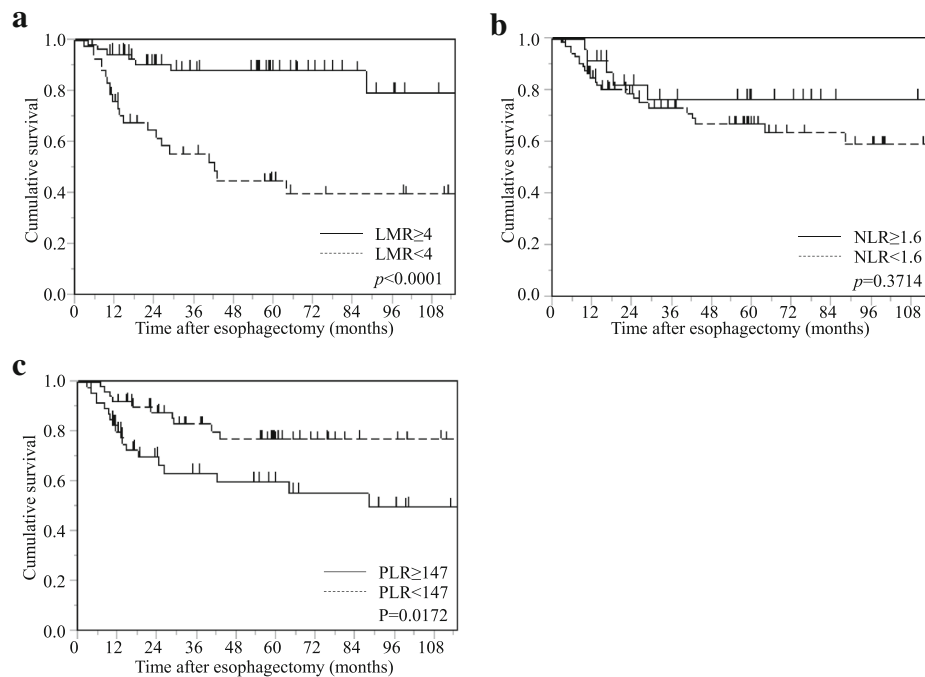 a
Cumulative survival
1.0
0.8
0.6
0.4
0.2
0.0
LMR≥4
LMR<4
p<0.0001
0 12 24 36 48 60 72 84 96 108
Time after esophagectomy (months)
b
Cumulative survival
1.0
0.8
0.6
0.4
0.2
0.0
NLR≥1.6
NLR<1.6
p=0.3714
0 12 24 36 48 60 72 84 96 108
Time after esophagectomy (months)
c
Cumulative survival
1.0
0.8
0.6
0.4
0.2
0.0
PLR≥147
PLR<147
P=0.0172
0 12 24 36 48 60 72 84 96 108
Time after esophagectomy (months)